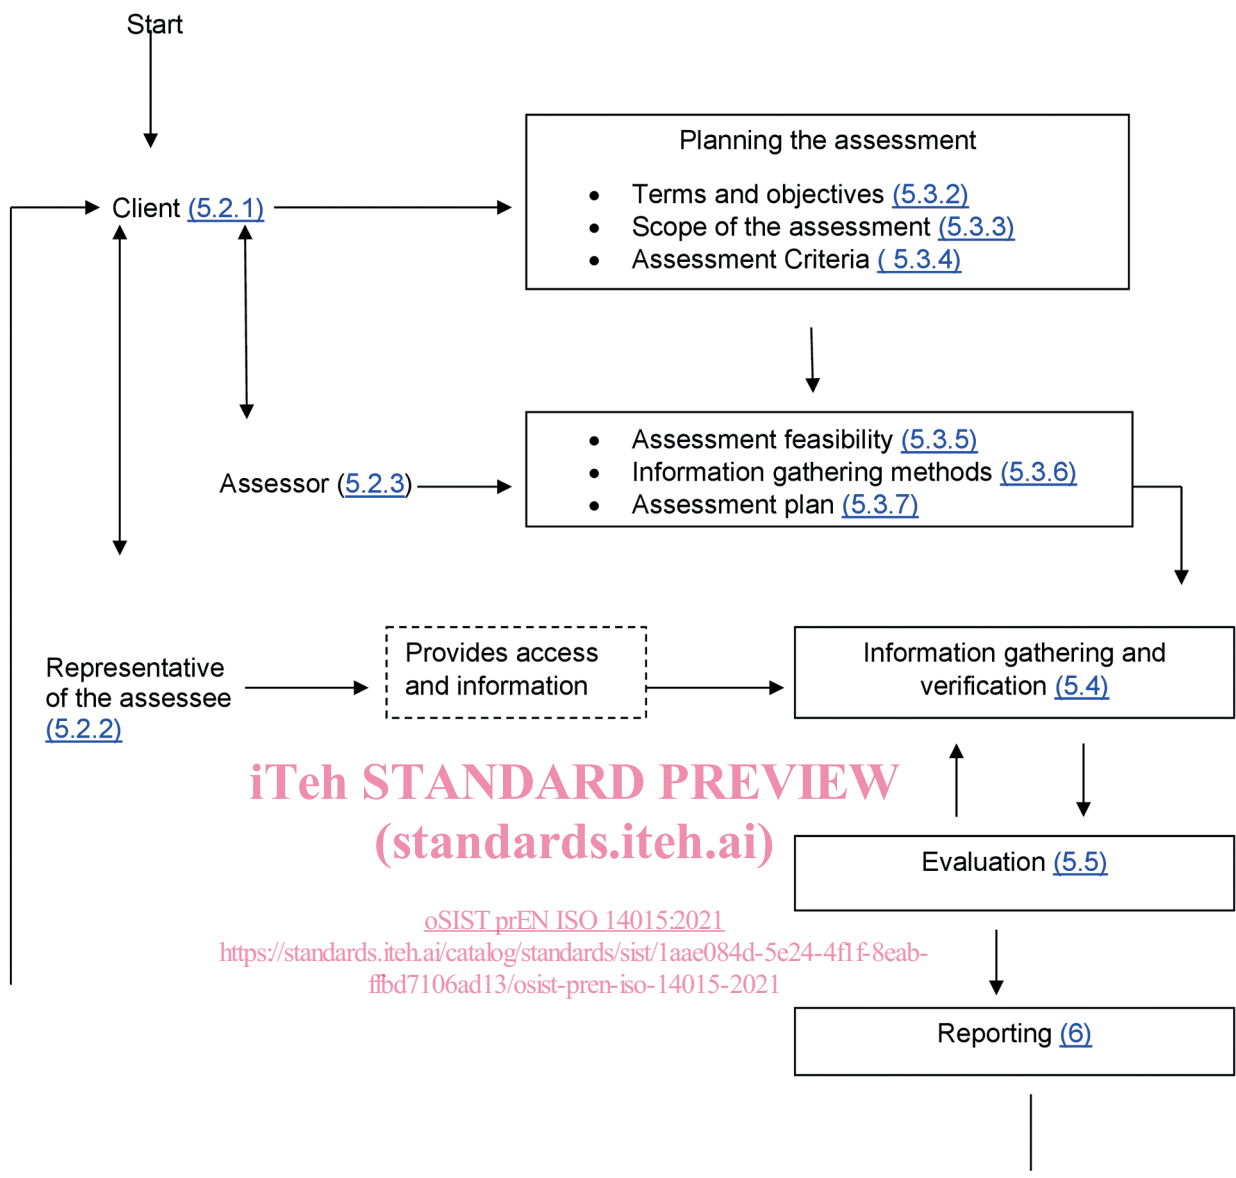 Start
Planning the assessment
Client (5.2.1)
• Terms and objectives (5.3.2)
• Scope of the assessment (5.3.3)
• Assessment Criteria ( 5.3.4)
• Assessment feasibility (5.3.5)
• Information gathering methods (5.3.6)
• Assessment plan (5.3.7)
Assessor (5.2.3)
Representative
of the assessee
(5.2.2)
Provides access
and information
Information gathering and
verification (5.4)
iTeh STANDARD PREVIEW
(standards.iteh.ai)
Evaluation (5.5)
oSIST prEN ISO 14015:2021
https://standards.iteh.ai/catalog/standards/sist/1aae084d-5e24-4f1f-8eab-
ffbd7106ad13/osist-pren-iso-14015-2021
Reporting (6)